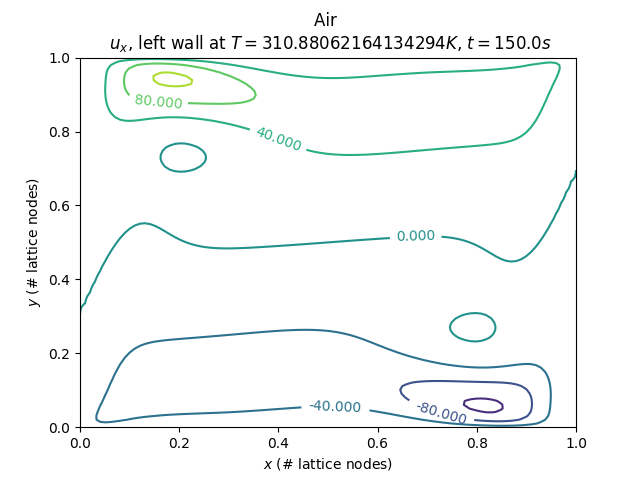 Air
u_x, left wall at T = 310.88062164134294K, t = 150.0s
1.0
0.8
0.6
0.4
0.2
0.0
y (# lattice nodes)
80.000
40.000
0.000
-40.000
-80.000
0.0 0.2 0.4 0.6 0.8 1.0
x (# lattice nodes)